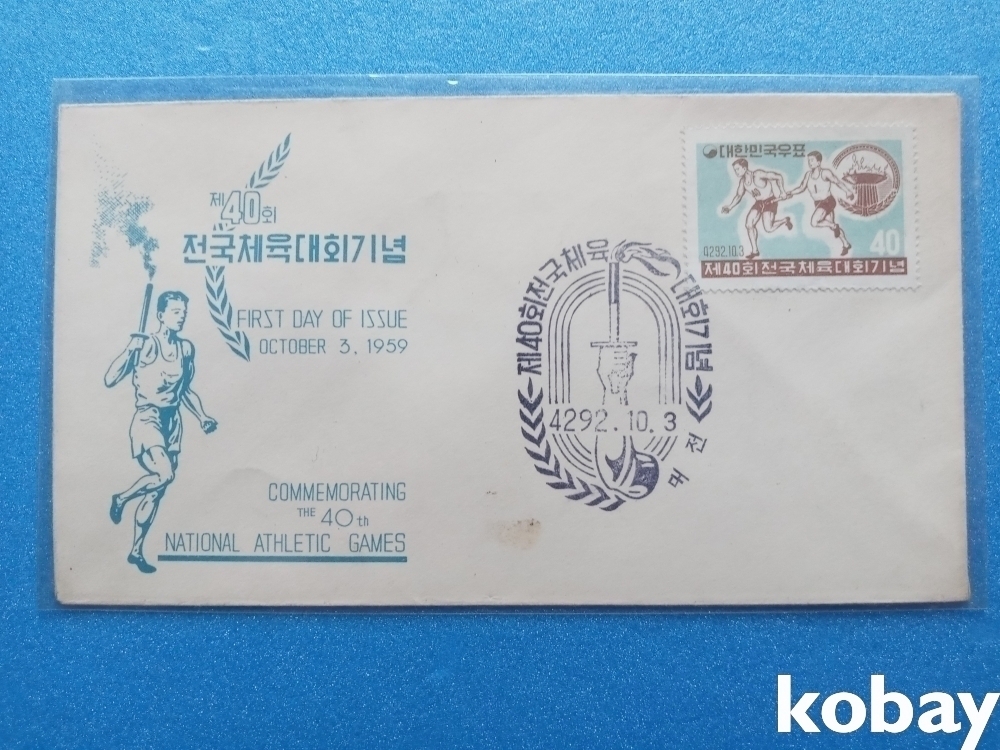 제40회
전국체육대회기념
FIRST DAY OF ISSUE
OCTOBER 3, 1959
COMMEMORATING
THE 40th
NATIONAL ATHLETIC GAMES
대한민국우표
4292.10.3
40
제40회전국체육대회기념
제40회전국체육대회기념
4292.10.3
대전
kobay